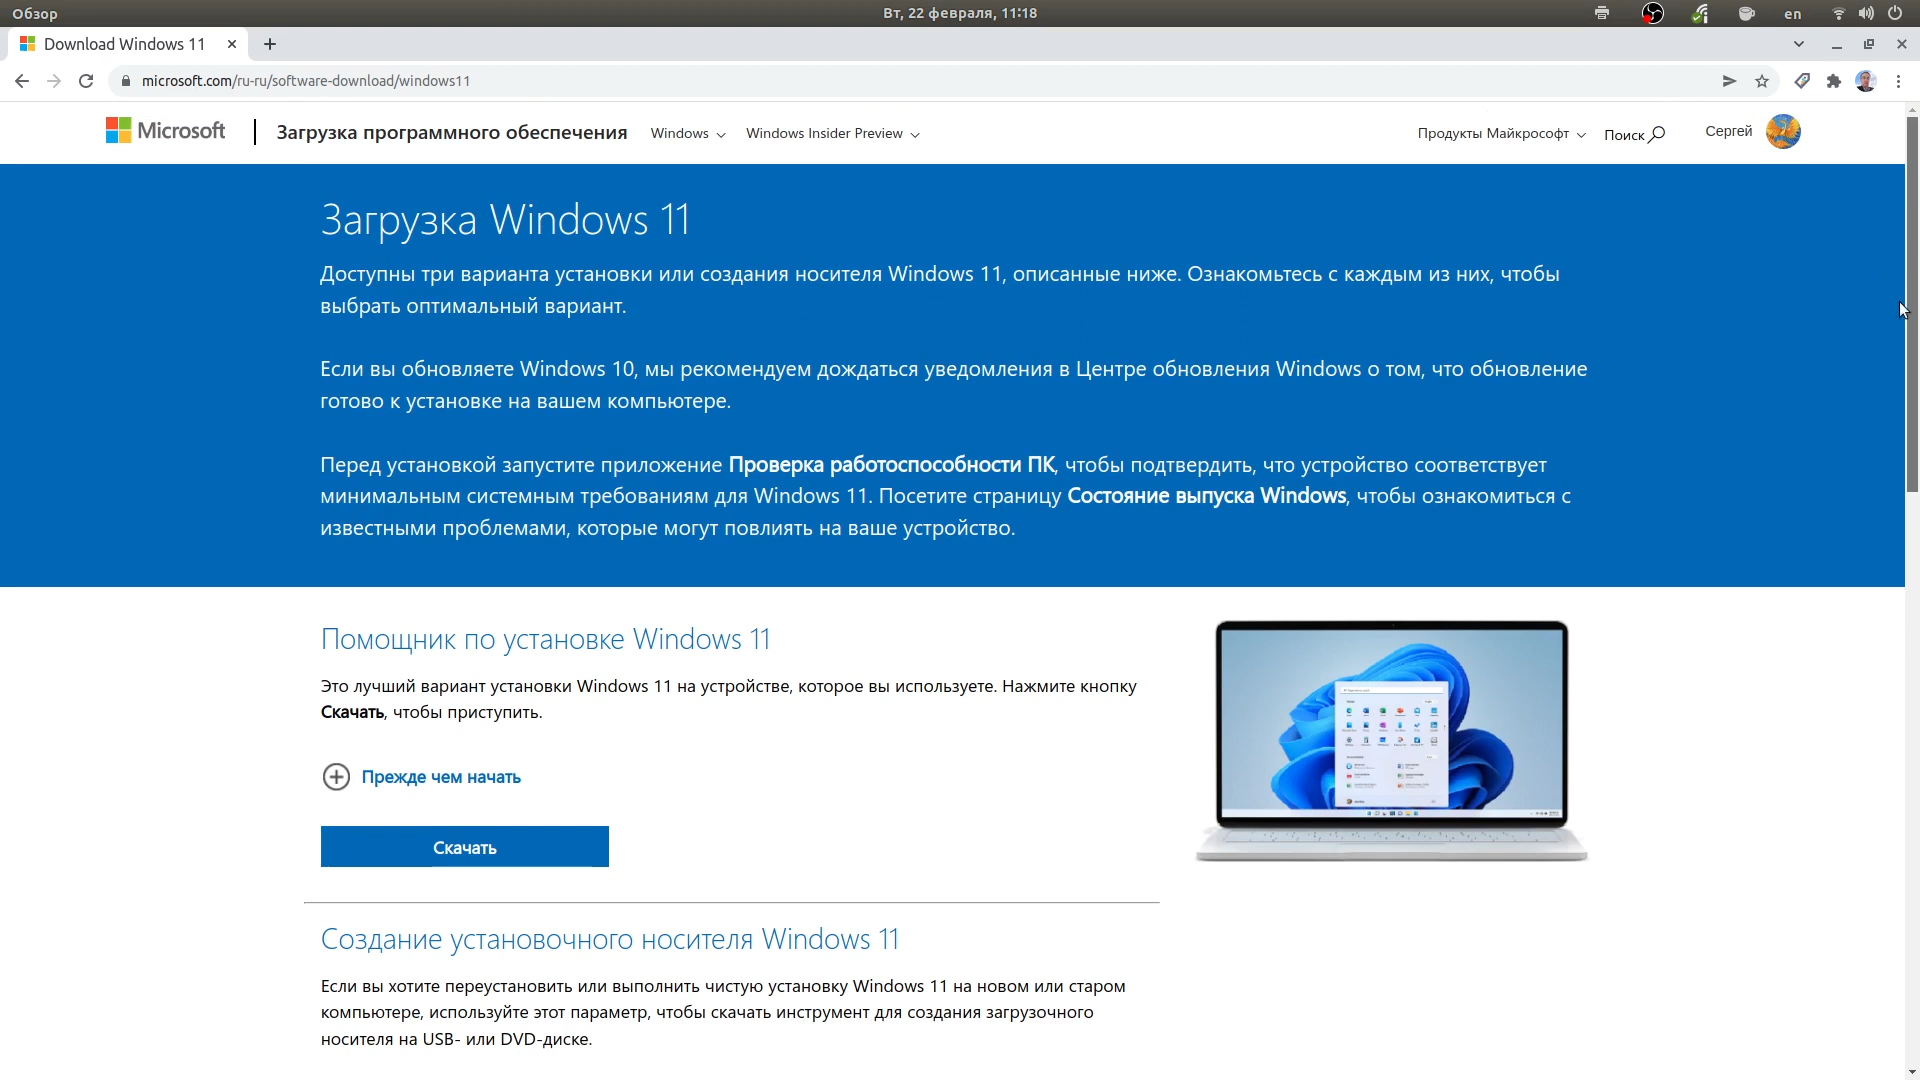 Обзор
Вт, 22 февраля, 11:18
en
Download Windows 11
microsoft.com/ru-ru/software-download/windows11
Microsoft
Загрузка программного обеспечения
Windows
Windows Insider Preview
Продукты Майкрософт
Поиск
Сергей
Загрузка Windows 11
Доступны три варианта установки или создания носителя Windows 11, описанные ниже. Ознакомьтесь с каждым из них, чтобы
выбрать оптимальный вариант.
Если вы обновляете Windows 10, мы рекомендуем дождаться уведомления в Центре обновления Windows о том, что обновление
готово к установке на вашем компьютере.
Перед установкой запустите приложение Проверка работоспособности ПК, чтобы подтвердить, что устройство соответствует
минимальным системным требованиям для Windows 11. Посетите страницу Состояние выпуска Windows, чтобы ознакомиться с
известными проблемами, которые могут повлиять на ваше устройство.
Помощник по установке Windows 11
Это лучший вариант установки Windows 11 на устройстве, которое вы используете. Нажмите кнопку
Скачать, чтобы приступить.
Прежде чем начать
Скачать
Создание установочного носителя Windows 11
Если вы хотите переустановить или выполнить чистую установку Windows 11 на новом или старом
компьютере, используйте этот параметр, чтобы скачать инструмент для создания загрузочного
носителя на USB- или DVD-диске.